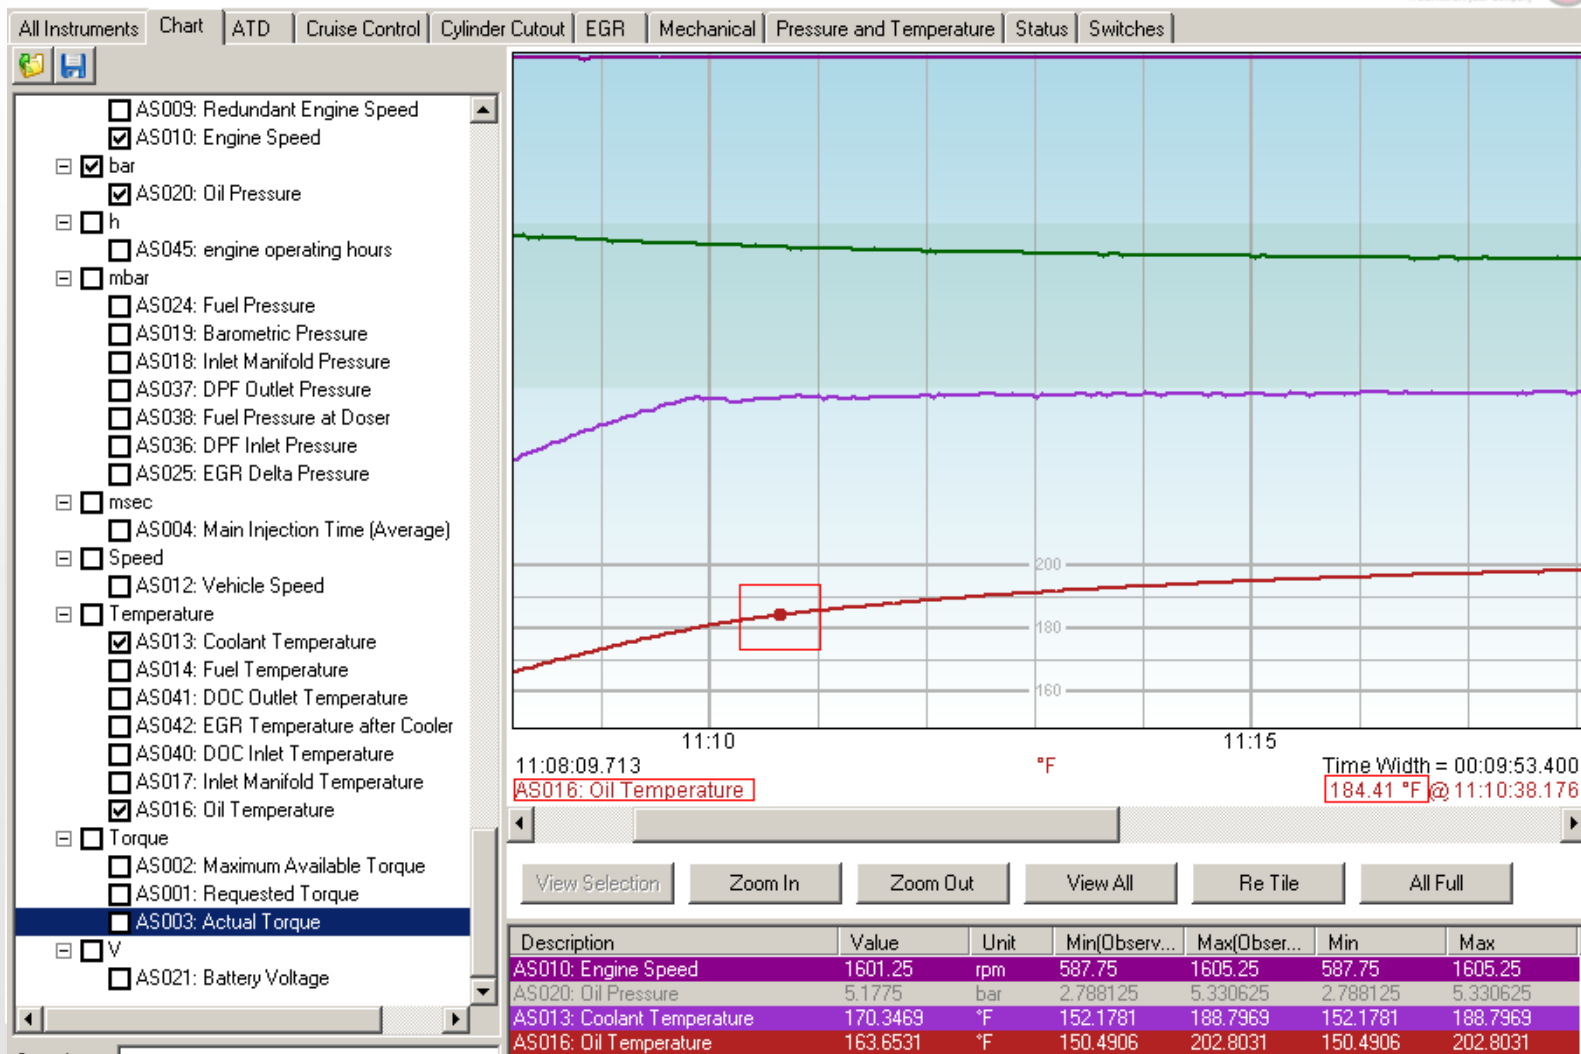 All Instruments Chart ATD Cruise Control Cylinder Cutout EGR Mechanical Pressure and Temperature Status Switches
AS009: Redundant Engine Speed
AS010: Engine Speed
bar
AS020: Oil Pressure
h
AS045: engine operating hours
mbar
AS024: Fuel Pressure
AS019: Barometric Pressure
AS018: Inlet Manifold Pressure
AS037: DPF Outlet Pressure
AS038: Fuel Pressure at Doser
AS036: DPF Inlet Pressure
AS025: EGR Delta Pressure
msec
AS004: Main Injection Time (Average)
Speed
AS012: Vehicle Speed
Temperature
AS013: Coolant Temperature
AS014: Fuel Temperature
AS041: DOC Outlet Temperature
AS042: EGR Temperature after Cooler
AS040: DOC Inlet Temperature
AS017: Inlet Manifold Temperature
AS016: Oil Temperature
Torque
AS002: Maximum Available Torque
AS001: Requested Torque
AS003: Actual Torque
V
AS021: Battery Voltage
200
180
160
11:10 11:15
11:08:09.713 °F Time Width = 00:09:53.400
AS016: Oil Temperature 184.41 °F @ 11:10:38.176
View Selection Zoom In Zoom Out View All Re Tile All Full
Description Value Unit Min(Observ... Max(Obser... Min Max
AS010: Engine Speed 1601.25 rpm 587.75 1605.25 587.75 1605.25
AS020: Oil Pressure 5.1775 bar 2.788125 5.330625 2.788125 5.330625
AS013: Coolant Temperature 170.3469 °F 152.1781 188.7969 152.1781 188.7969
AS016: Oil Temperature 163.6531 °F 150.4906 202.8031 150.4906 202.8031